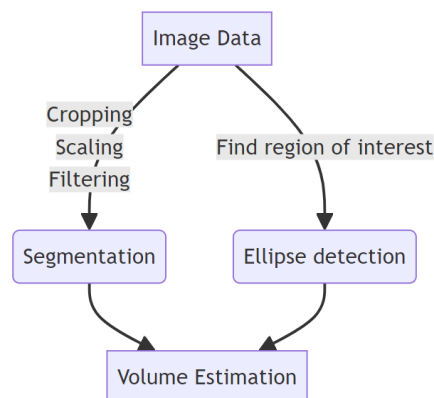 Image Data
Cropping
Scaling
Filtering
Find region of interest
Segmentation
Ellipse detection
Volume Estimation